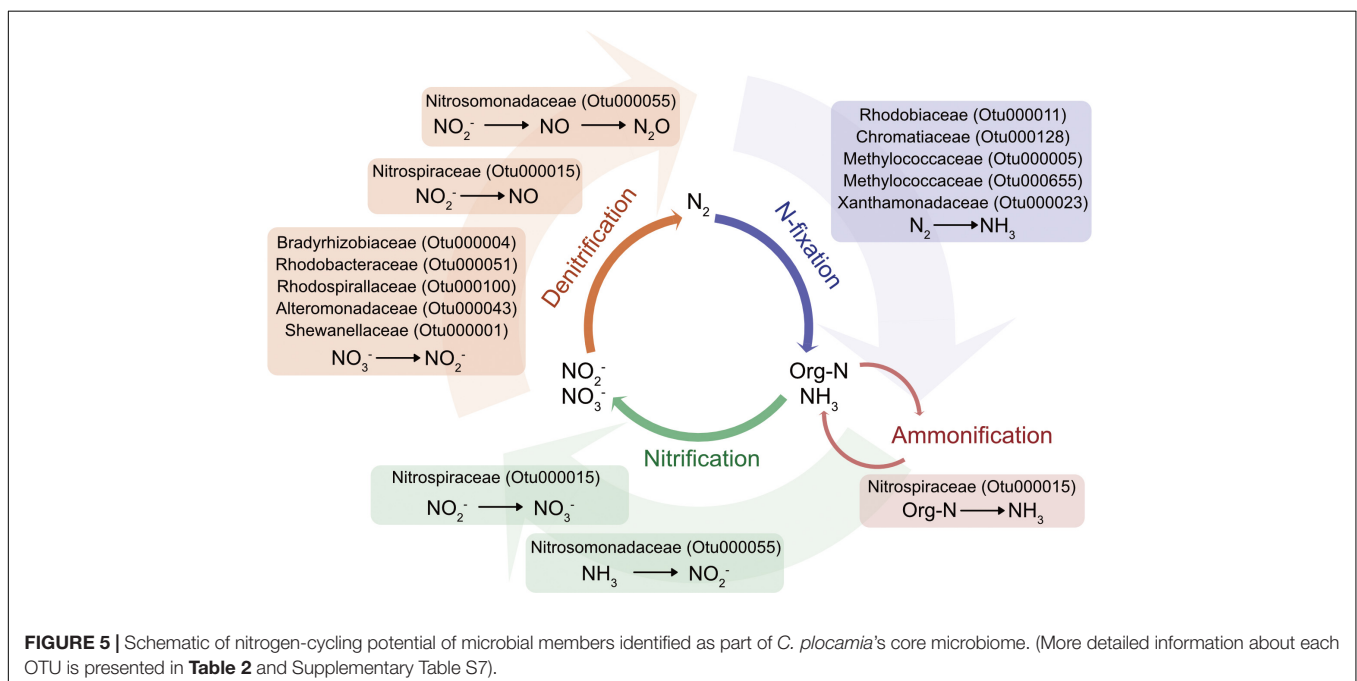 Nitrosomonadaceae (Otu000055)
NO₂⁻ → NO → N₂O
Nitrospiraceae (Otu000015)
NO₂⁻ → NO
Bradyrhizobiaceae (Otu000004)
Rhodobacteraceae (Otu000051)
Rhodospirallaceae (Otu000100)
Alteromonadaceae (Otu000043)
Shewanellaceae (Otu000001)
NO₃⁻ → NO₂⁻
Denitrification
N₂
N-fixation
Rhodobiaceae (Otu000011)
Chromatiaceae (Otu000128)
Methylococcaceae (Otu000005)
Methylococcaceae (Otu000655)
Xanthamonadaceae (Otu000023)
N₂ → NH₃
NO₂⁻
NO₃⁻
Org-N
NH₃
Nitrification
Ammonification
Nitrospiraceae (Otu000015)
Org-N → NH₃
Nitrospiraceae (Otu000015)
NO₂⁻ → NO₃⁻
Nitrosomonadaceae (Otu000055)
NH₃ → NO₂⁻
FIGURE 5 | Schematic of nitrogen-cycling potential of microbial members identified as part of C. plocamia's core microbiome. (More detailed information about each
OTU is presented in Table 2 and Supplementary Table S7).